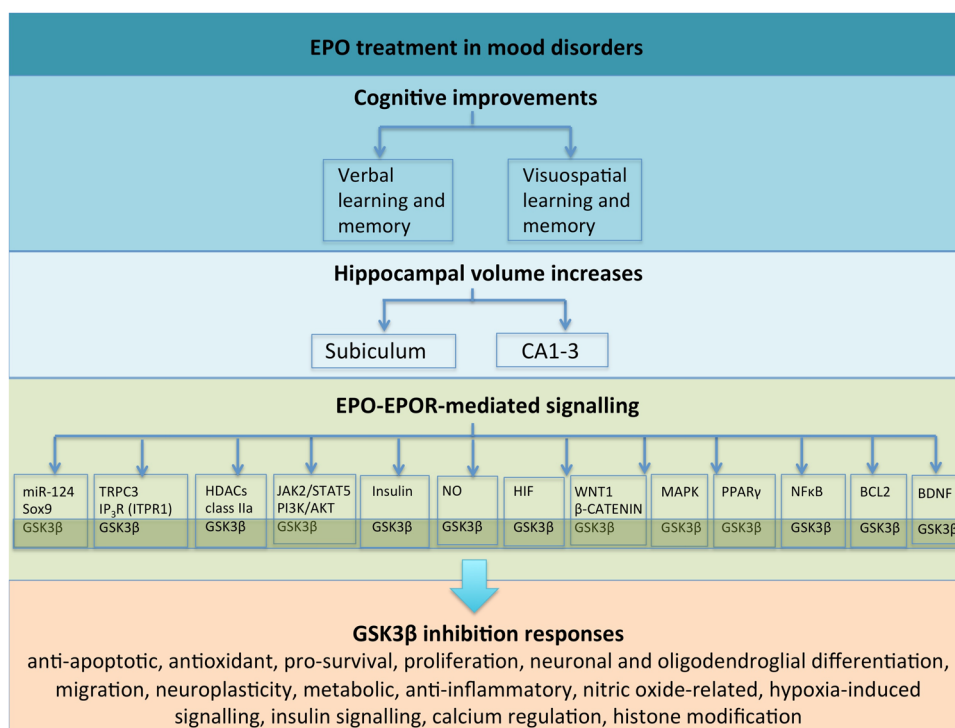 EPO treatment in mood disorders
Cognitive improvements
Verbal
learning and
memory
Visuospatial
learning and
memory
Hippocampal volume increases
Subiculum
CA1-3
EPO-EPOR-mediated signalling
miR-124
Sox9
GSK3β
TRPC3
IP₃R (ITPR1)
GSK3β
HDACs
class IIa
GSK3β
JAK2/STAT5
PI3K/AKT
GSK3β
Insulin
GSK3β
NO
GSK3β
HIF
GSK3β
WNT1
β-CATENIN
GSK3β
MAPK
GSK3β
PPARγ
GSK3β
NFκB
GSK3β
BCL2
GSK3β
BDNF
GSK3β
GSK3β inhibition responses
anti-apoptotic, antioxidant, pro-survival, proliferation, neuronal and oligodendroglial differentiation,
migration, neuroplasticity, metabolic, anti-inflammatory, nitric oxide-related, hypoxia-induced
signalling, insulin signalling, calcium regulation, histone modification